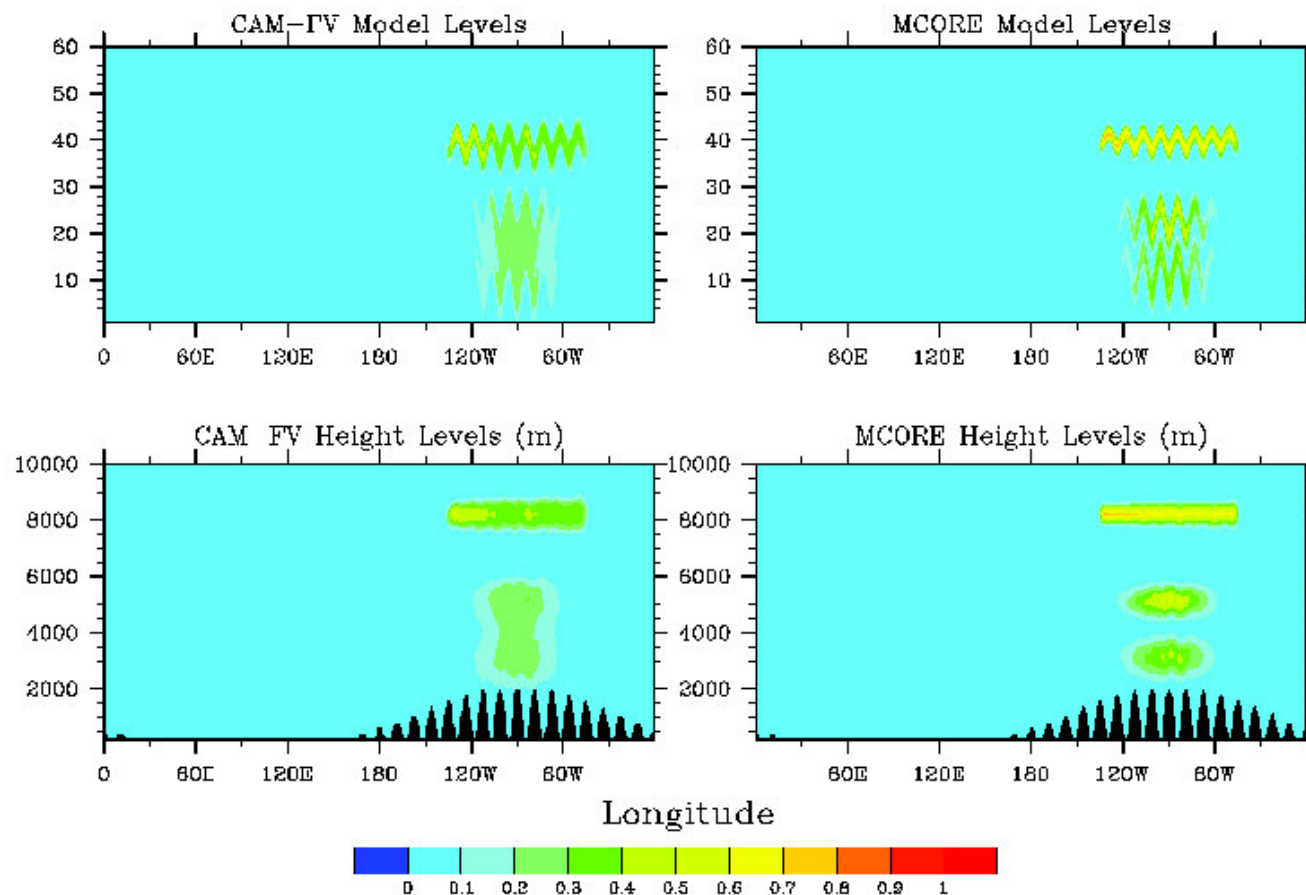 CAM-FV Model Levels
MCORE Model Levels
60
50
40
30
20
10
0 60E 120E 180 120W 60W
60
50
40
30
20
10
60E 120E 180 120W 60W
CAM FV Height Levels (m)
MCORE Height Levels (m)
10000
8000
6000
4000
2000
0 60E 120E 180 120W 60W
10000
8000
6000
4000
2000
60E 120E 180 120W 60W
Longitude
0 0.1 0.2 0.3 0.4 0.5 0.6 0.7 0.8 0.9 1